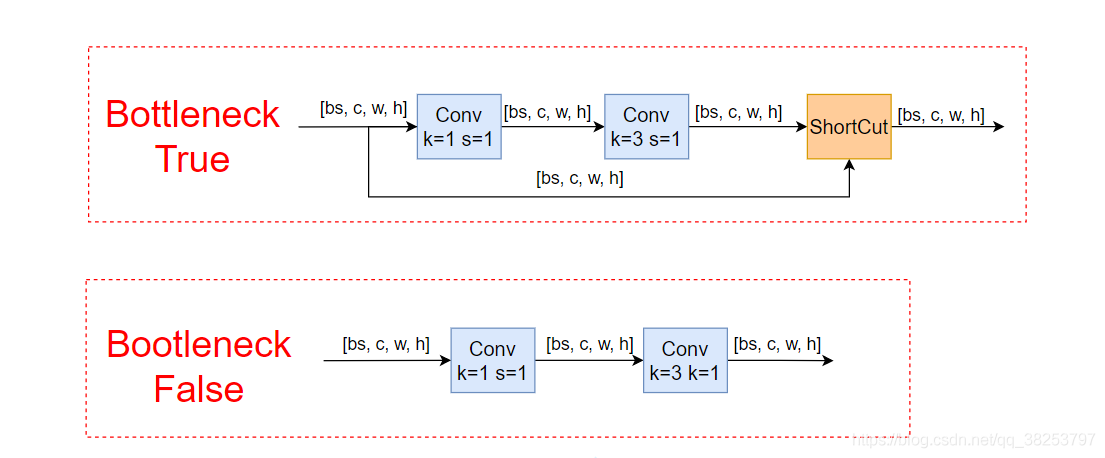 Bottleneck
True
[bs, c, w, h]
Conv
k=1 s=1
[bs, c, w, h]
Conv
k=3 s=1
[bs, c, w, h]
ShortCut
[bs, c, w, h]
[bs, c, w, h]
Bootleneck
False
[bs, c, w, h]
Conv
k=1 s=1
[bs, c, w, h]
Conv
k=3 k=1
[bs, c, w, h]
https://blog.csdn.net/qq_38253797